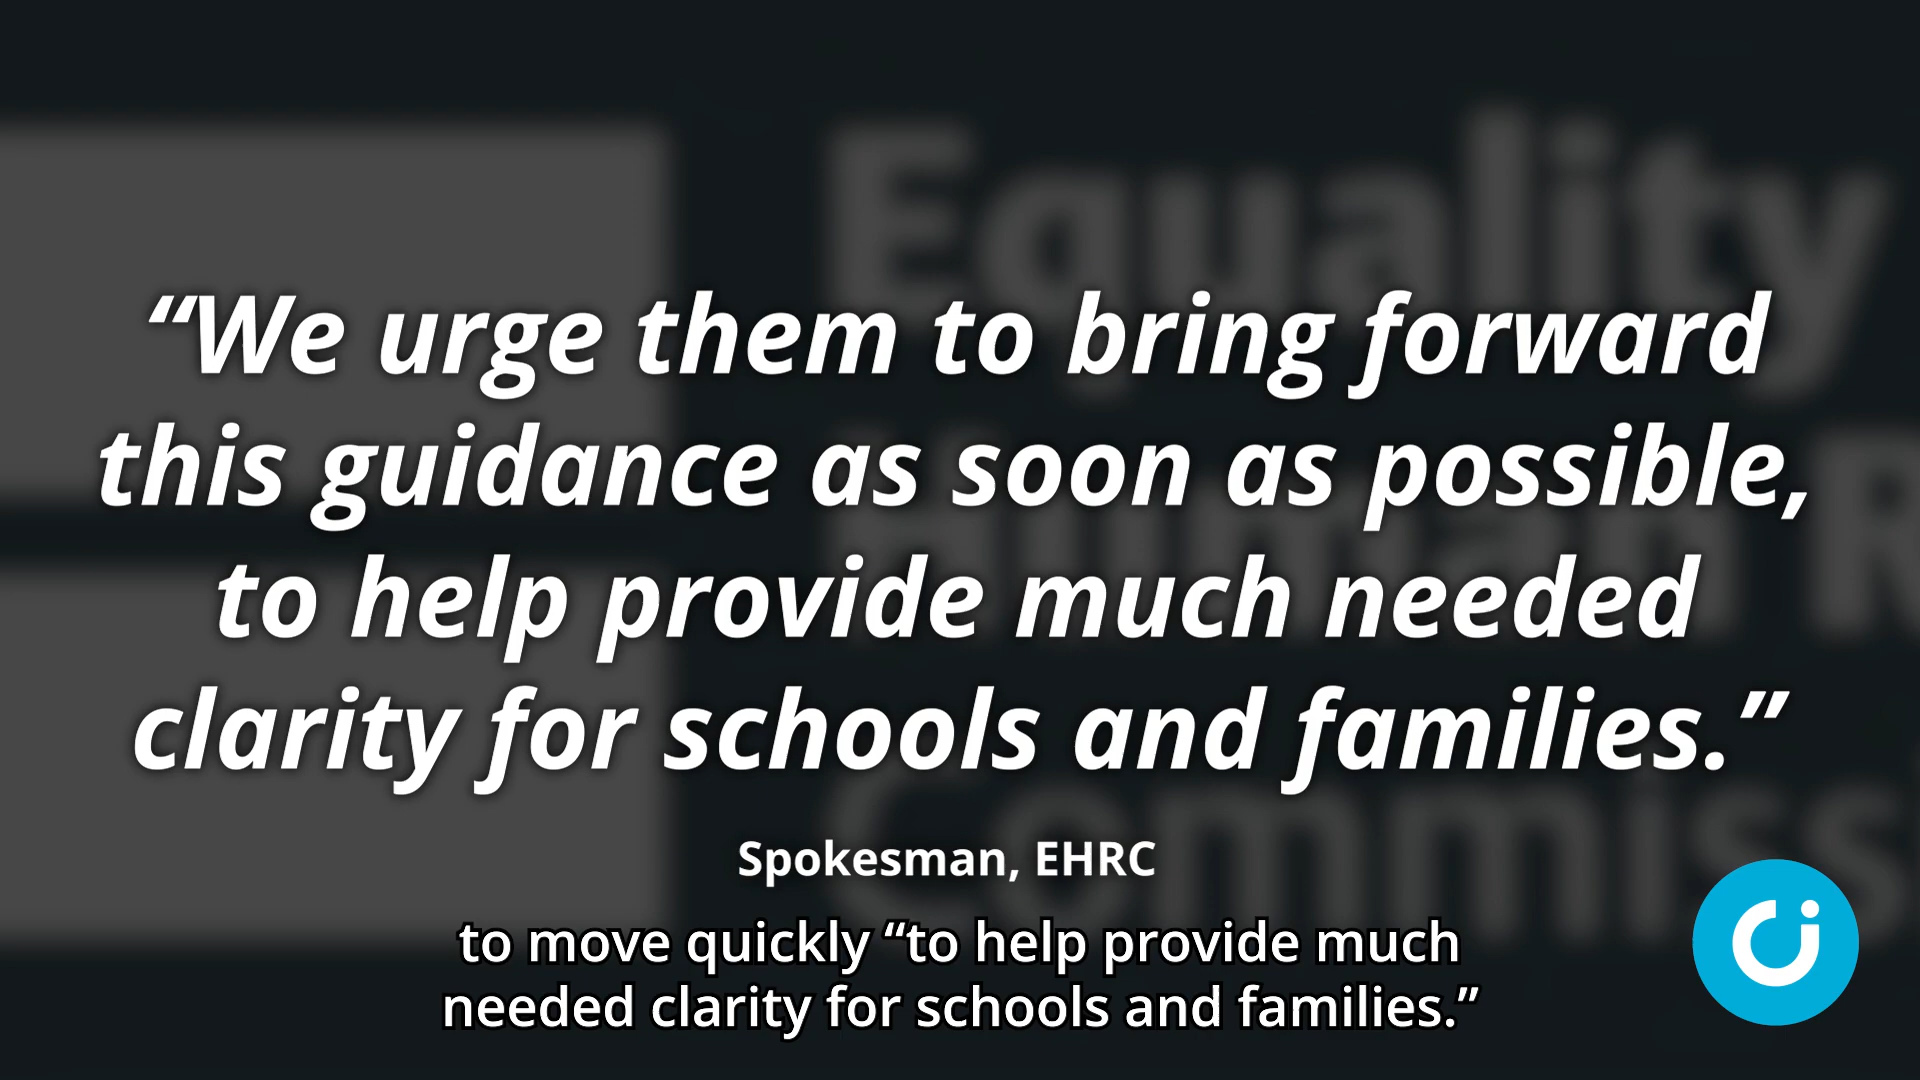 Equality
“We urge them to bring forward
this guidance as soon as possible,
Human R
to help provide much needed
clarity for schools and families.”
Commissi
Spokesman, EHRC
to move quickly “to help provide much
needed clarity for schools and families.”